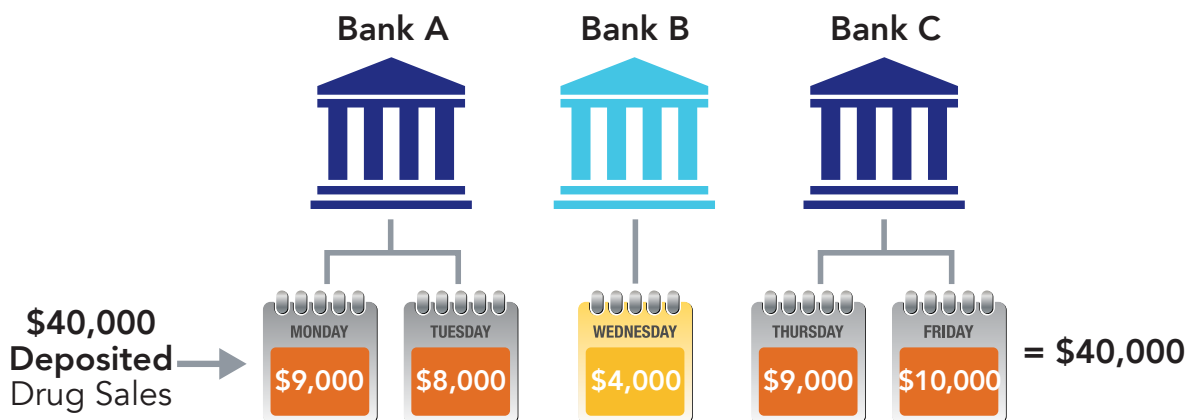 Bank A
Bank B
Bank C
$40,000
Deposited
Drug Sales
MONDAY
$9,000
TUESDAY
$8,000
WEDNESDAY
$4,000
THURSDAY
$9,000
FRIDAY
$10,000
= $40,000